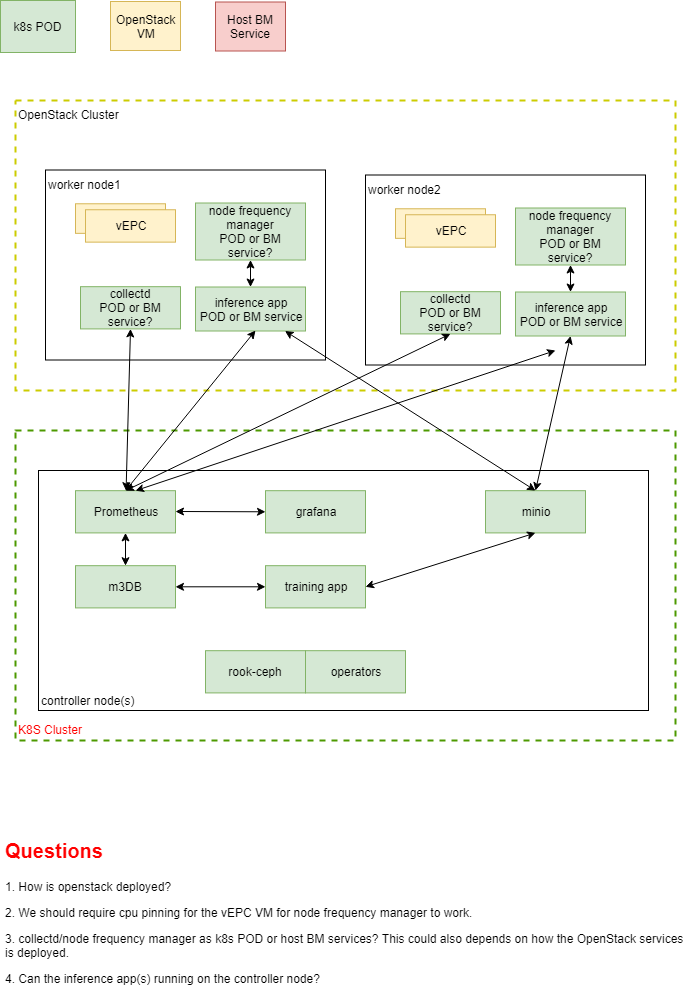 k8s POD
OpenStack
VM
Host BM
Service
OpenStack Cluster
worker node1
vEPC
node frequency
manager
POD or BM
service?
collectd
POD or BM
service?
inference app
POD or BM service
worker node2
vEPC
node frequency
manager
POD or BM
service?
collectd
POD or BM
service?
inference app
POD or BM service
Prometheus
grafana
minio
m3DB
training app
rook-ceph
operators
controller node(s)
K8S Cluster
Questions
1. How is openstack deployed?
2. We should require cpu pinning for the vEPC VM for node frequency manager to work.
3. collectd/node frequency manager as k8s POD or host BM services? This could also depends on how the OpenStack services
is deployed.
4. Can the inference app(s) running on the controller node?